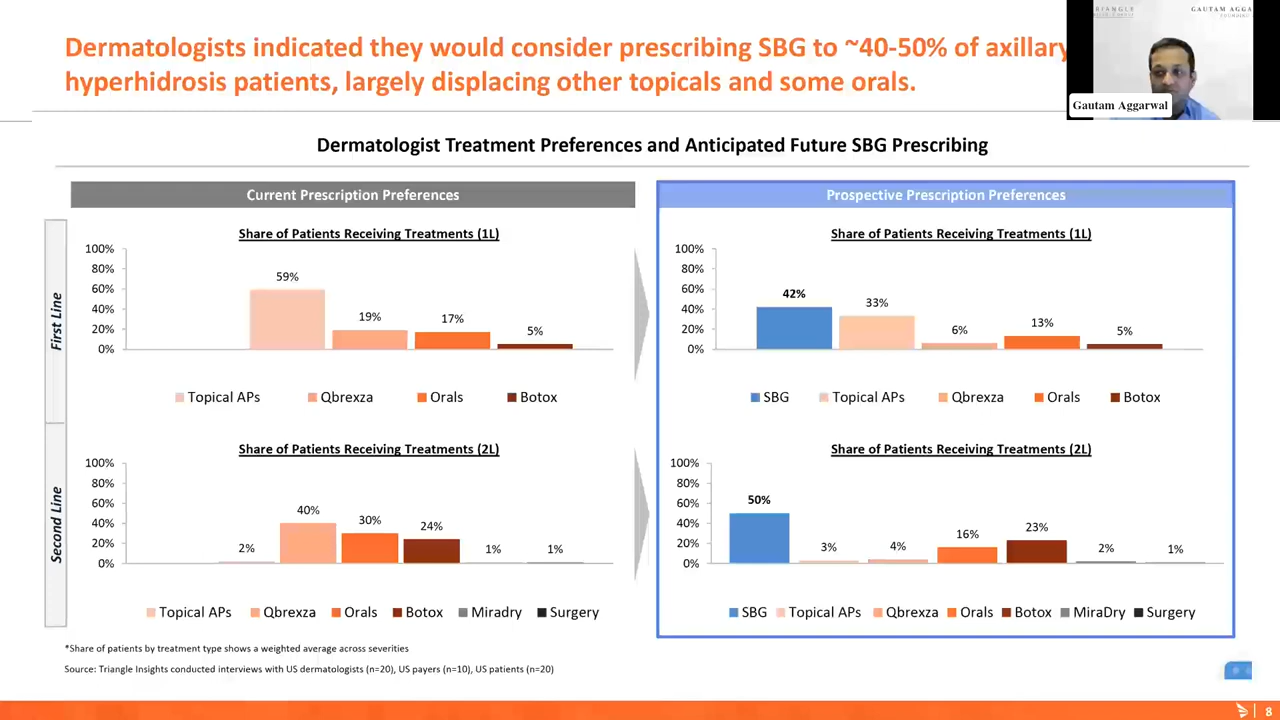 Dermatologists indicated they would consider prescribing SBG to ~40-50% of axillary
hyperhidrosis patients, largely displacing other topicals and some orals.
GAUTAM AGGA
Gautam Aggarwal
Dermatologist Treatment Preferences and Anticipated Future SBG Prescribing
Current Prescription Preferences
First Line
Share of Patients Receiving Treatments (1L)
100%
80%
60%
40%
20%
0%
59%
19%
17%
5%
Topical APs Qbrexza Orals Botox
Second Line
Share of Patients Receiving Treatments (2L)
100%
80%
60%
40%
20%
0%
2%
40%
30%
24%
1%
1%
Topical APs Qbrexza Orals Botox Miradry Surgery
Prospective Prescription Preferences
Share of Patients Receiving Treatments (1L)
100%
80%
60%
40%
20%
0%
42%
33%
6%
13%
5%
SBG Topical APs Qbrexza Orals Botox
Share of Patients Receiving Treatments (2L)
100%
80%
60%
40%
20%
0%
50%
3%
4%
16%
23%
2%
1%
SBG Topical APs Qbrexza Orals Botox MiraDry Surgery
*Share of patients by treatment type shows a weighted average across severities
Source: Triangle Insights conducted interviews with US dermatologists (n=20), US payers (n=10), US patients (n=20)
8